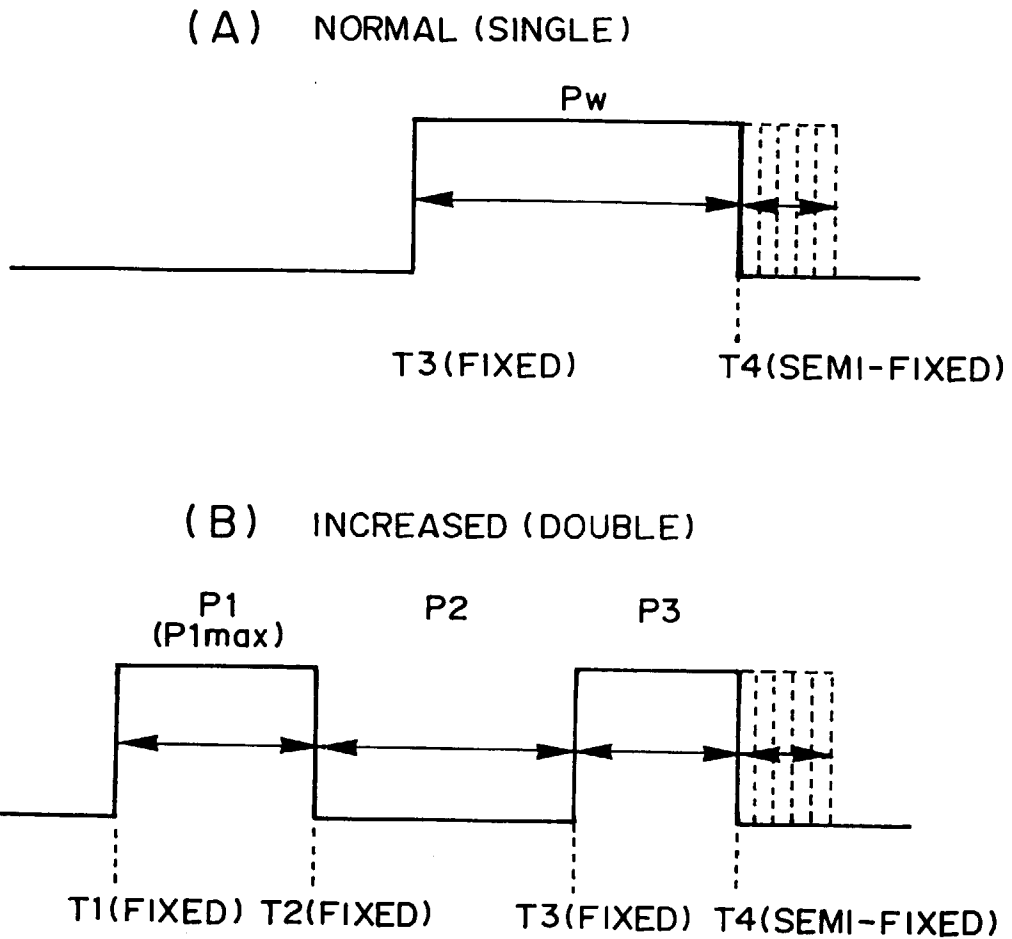 (A) NORMAL (SINGLE)
Pw
T3(FIXED) T4(SEMI-FIXED)
(B) INCREASED (DOUBLE)
P1 P2 P3
(P1max)
T1(FIXED) T2(FIXED) T3(FIXED) T4(SEMI-FIXED)